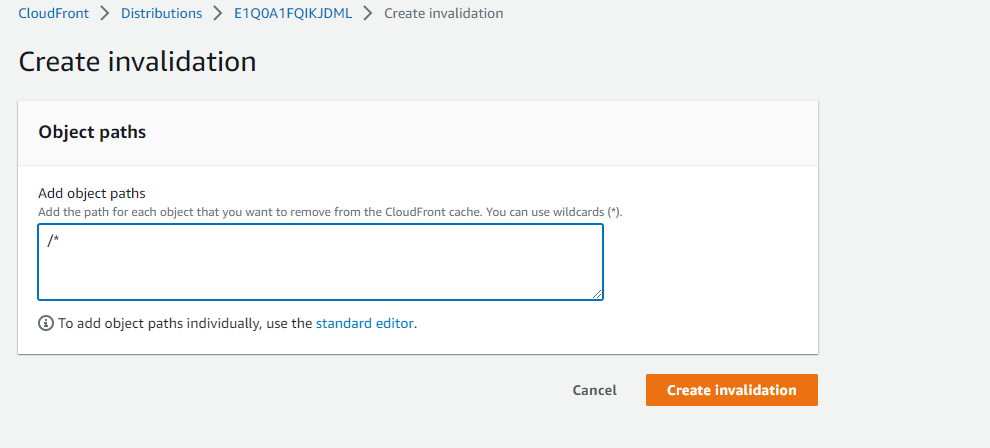 CloudFront > Distributions > E1Q0A1FQIKJDML > Create invalidation
Create invalidation
Object paths
Add object paths
Add the path for each object that you want to remove from the CloudFront cache. You can use wildcards (*).
/*
To add object paths individually, use the standard editor.
Cancel Create invalidation